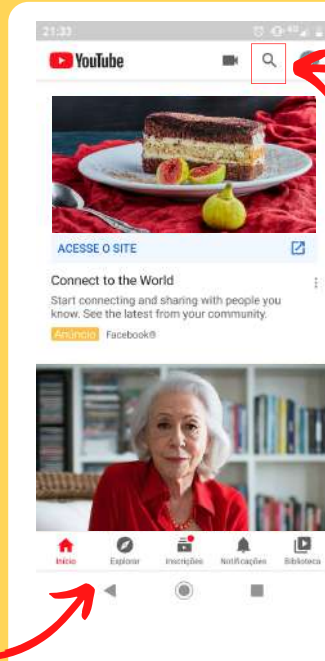 21:33
YouTube
ACESSE O SITE
Connect to the World
Start connecting and sharing with people you
know. See the latest from your community.
Anúncio Facebook®
Início Explorar Inscrições Notificações Biblioteca